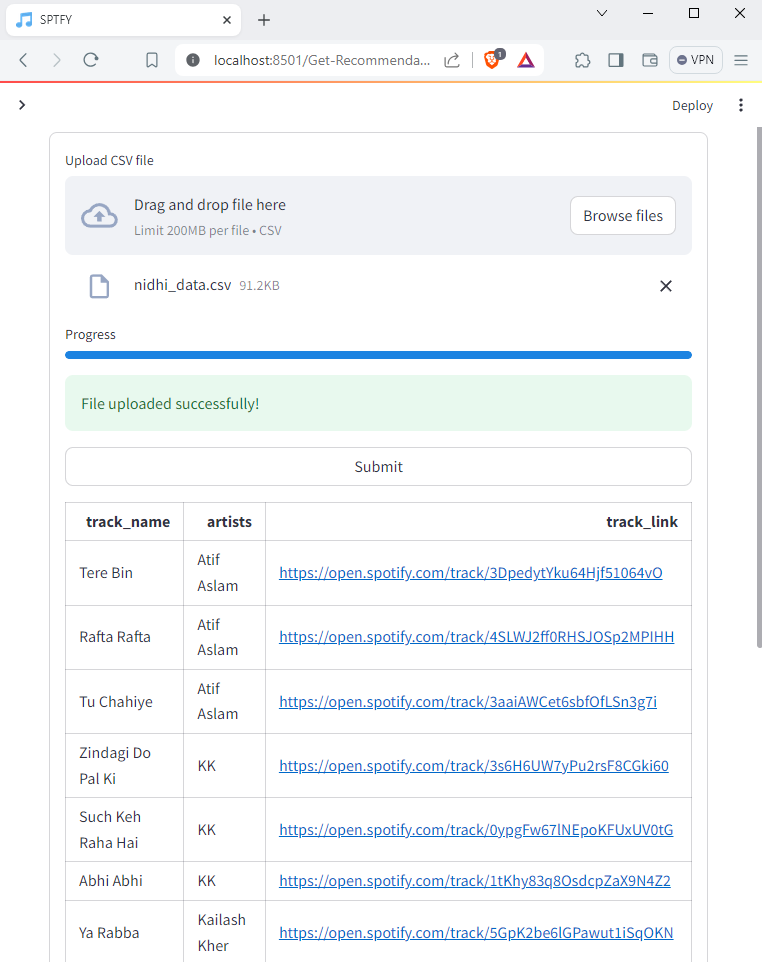 SPTFY
localhost:8501/Get-Recommenda...
1
VPN
Deploy
Upload CSV file
Drag and drop file here
Limit 200MB per file • CSV
Browse files
nidhi_data.csv 91.2KB
Progress
File uploaded successfully!
Submit
track_name artists track_link
Tere Bin Atif Aslam https://open.spotify.com/track/3DpedytYku64Hjf51064vO
Rafta Rafta Atif Aslam https://open.spotify.com/track/4SLWJ2ff0RHSJOSp2MPIHH
Tu Chahiye Atif Aslam https://open.spotify.com/track/3aaiAWCet6sbfOfLSn3g7i
Zindagi Do Pal Ki KK https://open.spotify.com/track/3s6H6UW7yPu2rsF8CGki60
Such Keh Raha Hai KK https://open.spotify.com/track/0ypgFw67lNEpoKFUxUV0tG
Abhi Abhi KK https://open.spotify.com/track/1tKhy83q8OsdcpZaX9N4Z2
Ya Rabba Kailash Kher https://open.spotify.com/track/5GpK2be6lGPawut1iSqOKN